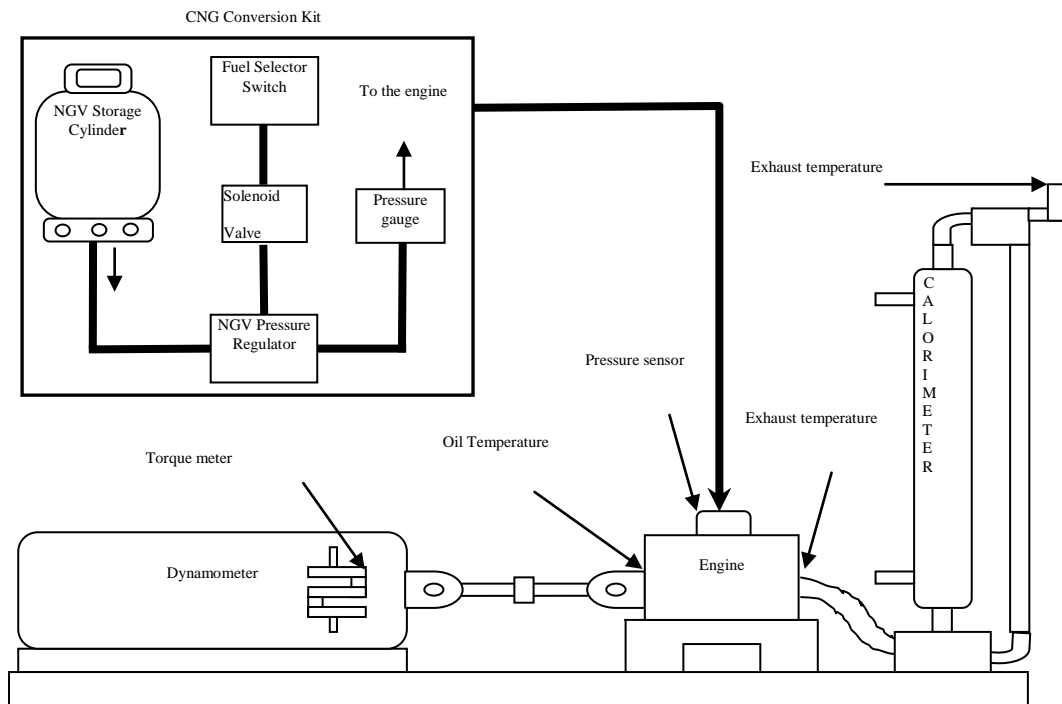 CNG Conversion Kit
NGV Storage
Cylinder
Fuel Selector
Switch
To the engine
Solenoid
Valve
Pressure
gauge
NGV Pressure
Regulator
Exhaust temperature
CALORIMETER
Pressure sensor
Exhaust temperature
Oil Temperature
Torque meter
Dynamometer
Engine